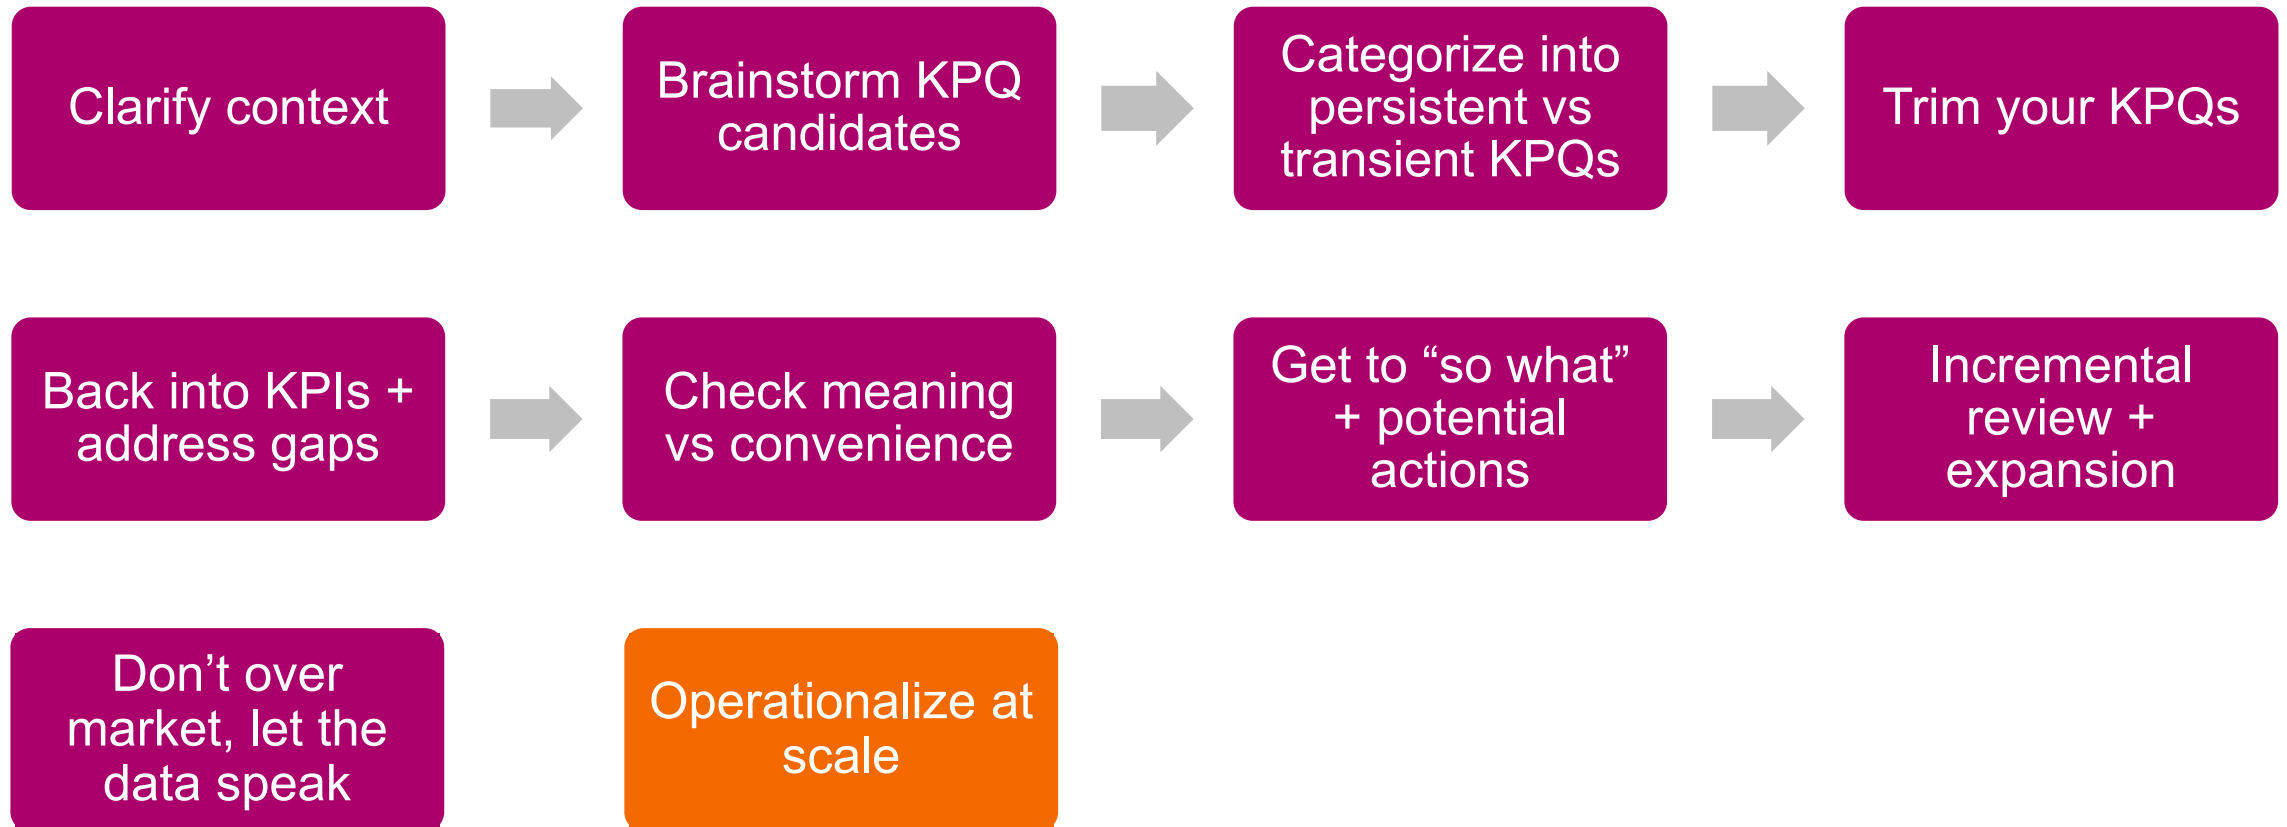 Clarify context
Brainstorm KPQ
candidates
Categorize into
persistent vs
transient KPQs
Trim your KPQs
Back into KPIs +
address gaps
Check meaning
vs convenience
Get to “so what”
+ potential
actions
Incremental
review +
expansion
Don’t over
market, let the
data speak
Operationalize at
scale